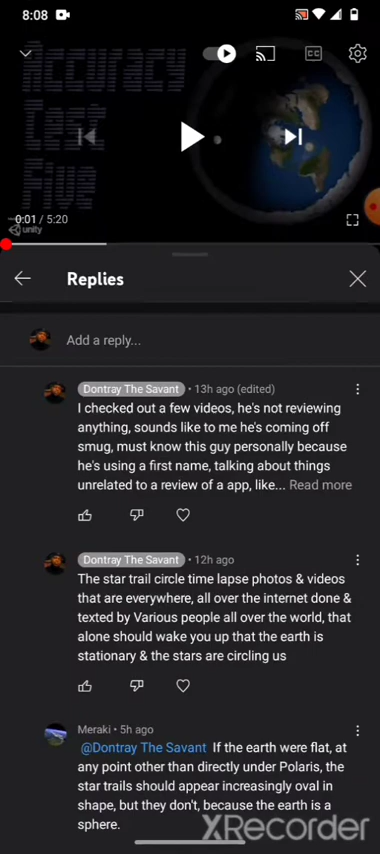 8:08
CC
Accuracy
Test
Five
0:01 / 5:20
unity
Replies
Add a reply...
Dontray The Savant • 13h ago (edited)
I checked out a few videos, he's not reviewing
anything, sounds like to me he's coming off
smug, must know this guy personally because
he's using a first name, talking about things
unrelated to a review of a app, like... Read more
Dontray The Savant • 12h ago
The star trail circle time lapse photos & videos
that are everywhere, all over the internet done &
texted by Various people all over the world, that
alone should wake you up that the earth is
stationary & the stars are circling us
Meraki • 5h ago
@Dontray The Savant If the earth were flat, at
any point other than directly under Polaris, the
star trails should appear increasingly oval in
shape, but they don't, because the earth is a
sphere.
XRecorder